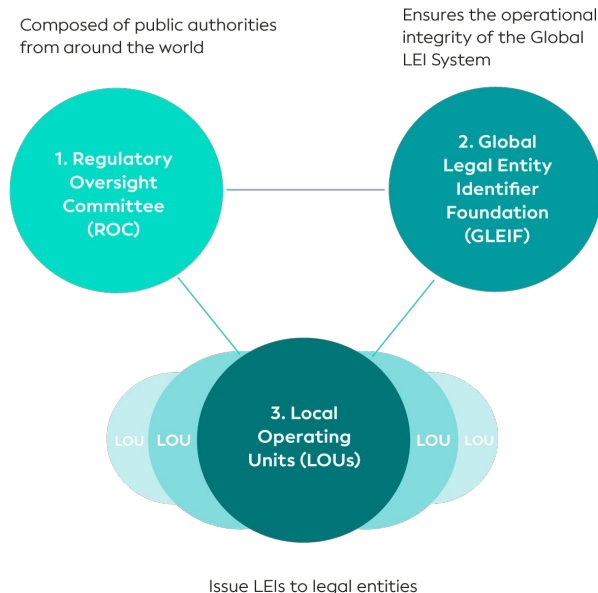 Composed of public authorities
from around the world
Ensures the operational
integrity of the Global
LEI System
1. Regulatory
Oversight
Committee
(ROC)
2. Global
Legal Entity
Identifier
Foundation
(GLEIF)
3. Local
Operating
Units (LOUs)
LOU
LOU
LOU
LOU
Issue LEIs to legal entities